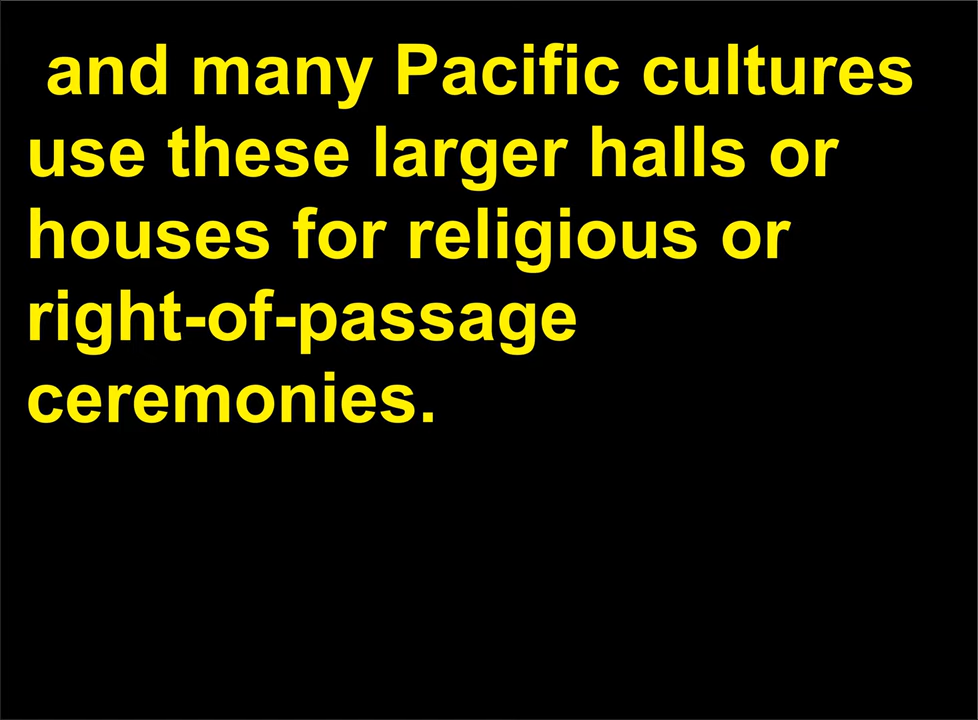 and many Pacific cultures
use these larger halls or
houses for religious or
right-of-passage
ceremonies.